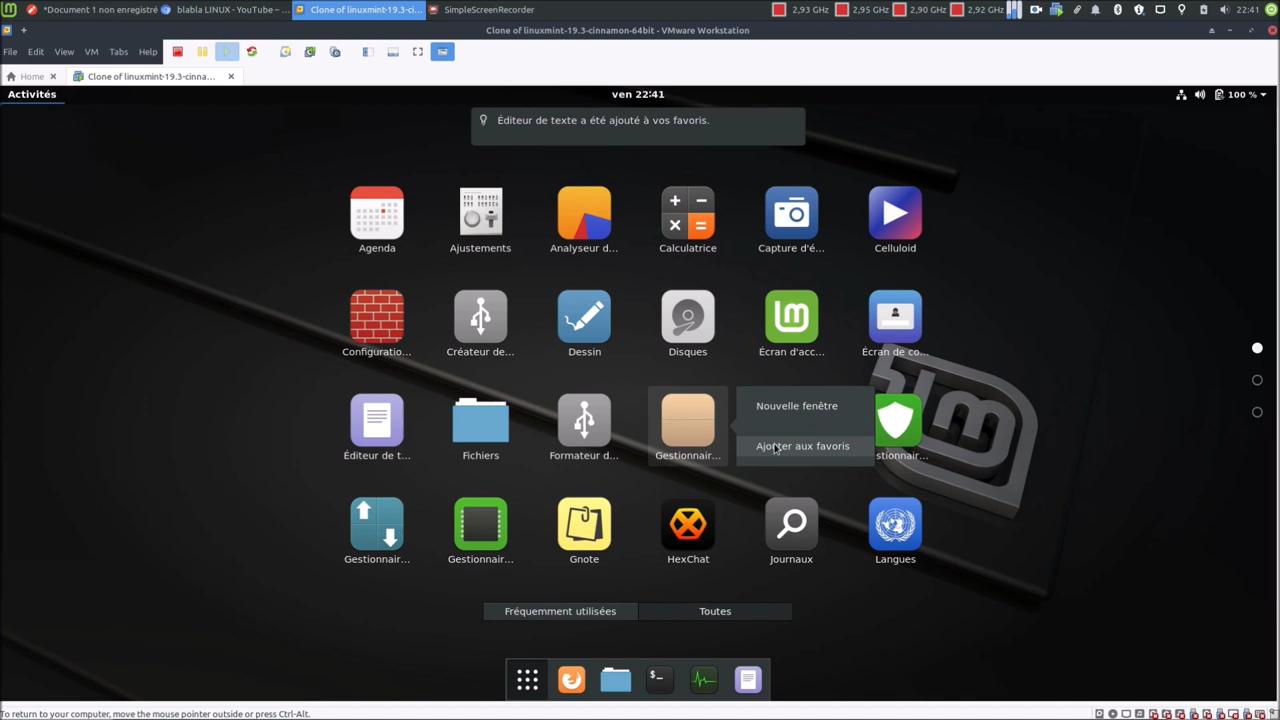 *Document 1 non enregistré
blabla LINUX - YouTube – ...
Clone of linuxmint-19.3-ci...
SimpleScreenRecorder
2,93 GHz
2,95 GHz
2,90 GHz
2,92 GHz
22:41
Clone of linuxmint-19.3-cinnamon-64bit - VMware Workstation
File Edit View VM Tabs Help
Home
Clone of linuxmint-19.3-cinna...
Activités
ven 22:41
100 %
Éditeur de texte a été ajouté à vos favoris.
Agenda
Ajustements
Analyseur d...
Calculatrice
Capture d'é...
Celluloid
Configuratio...
Créateur de...
Dessin
Disques
Écran d'acc...
Écran de co...
Nouvelle fenêtre
Ajouter aux favoris
Éditeur de t...
Fichiers
Formateur d...
Gestionnair...
stionnair...
Gestionnair...
Gestionnair...
Gnote
HexChat
Journaux
Langues
Fréquemment utilisées
Toutes
To return to your computer, move the mouse pointer outside or press Ctrl-Alt.